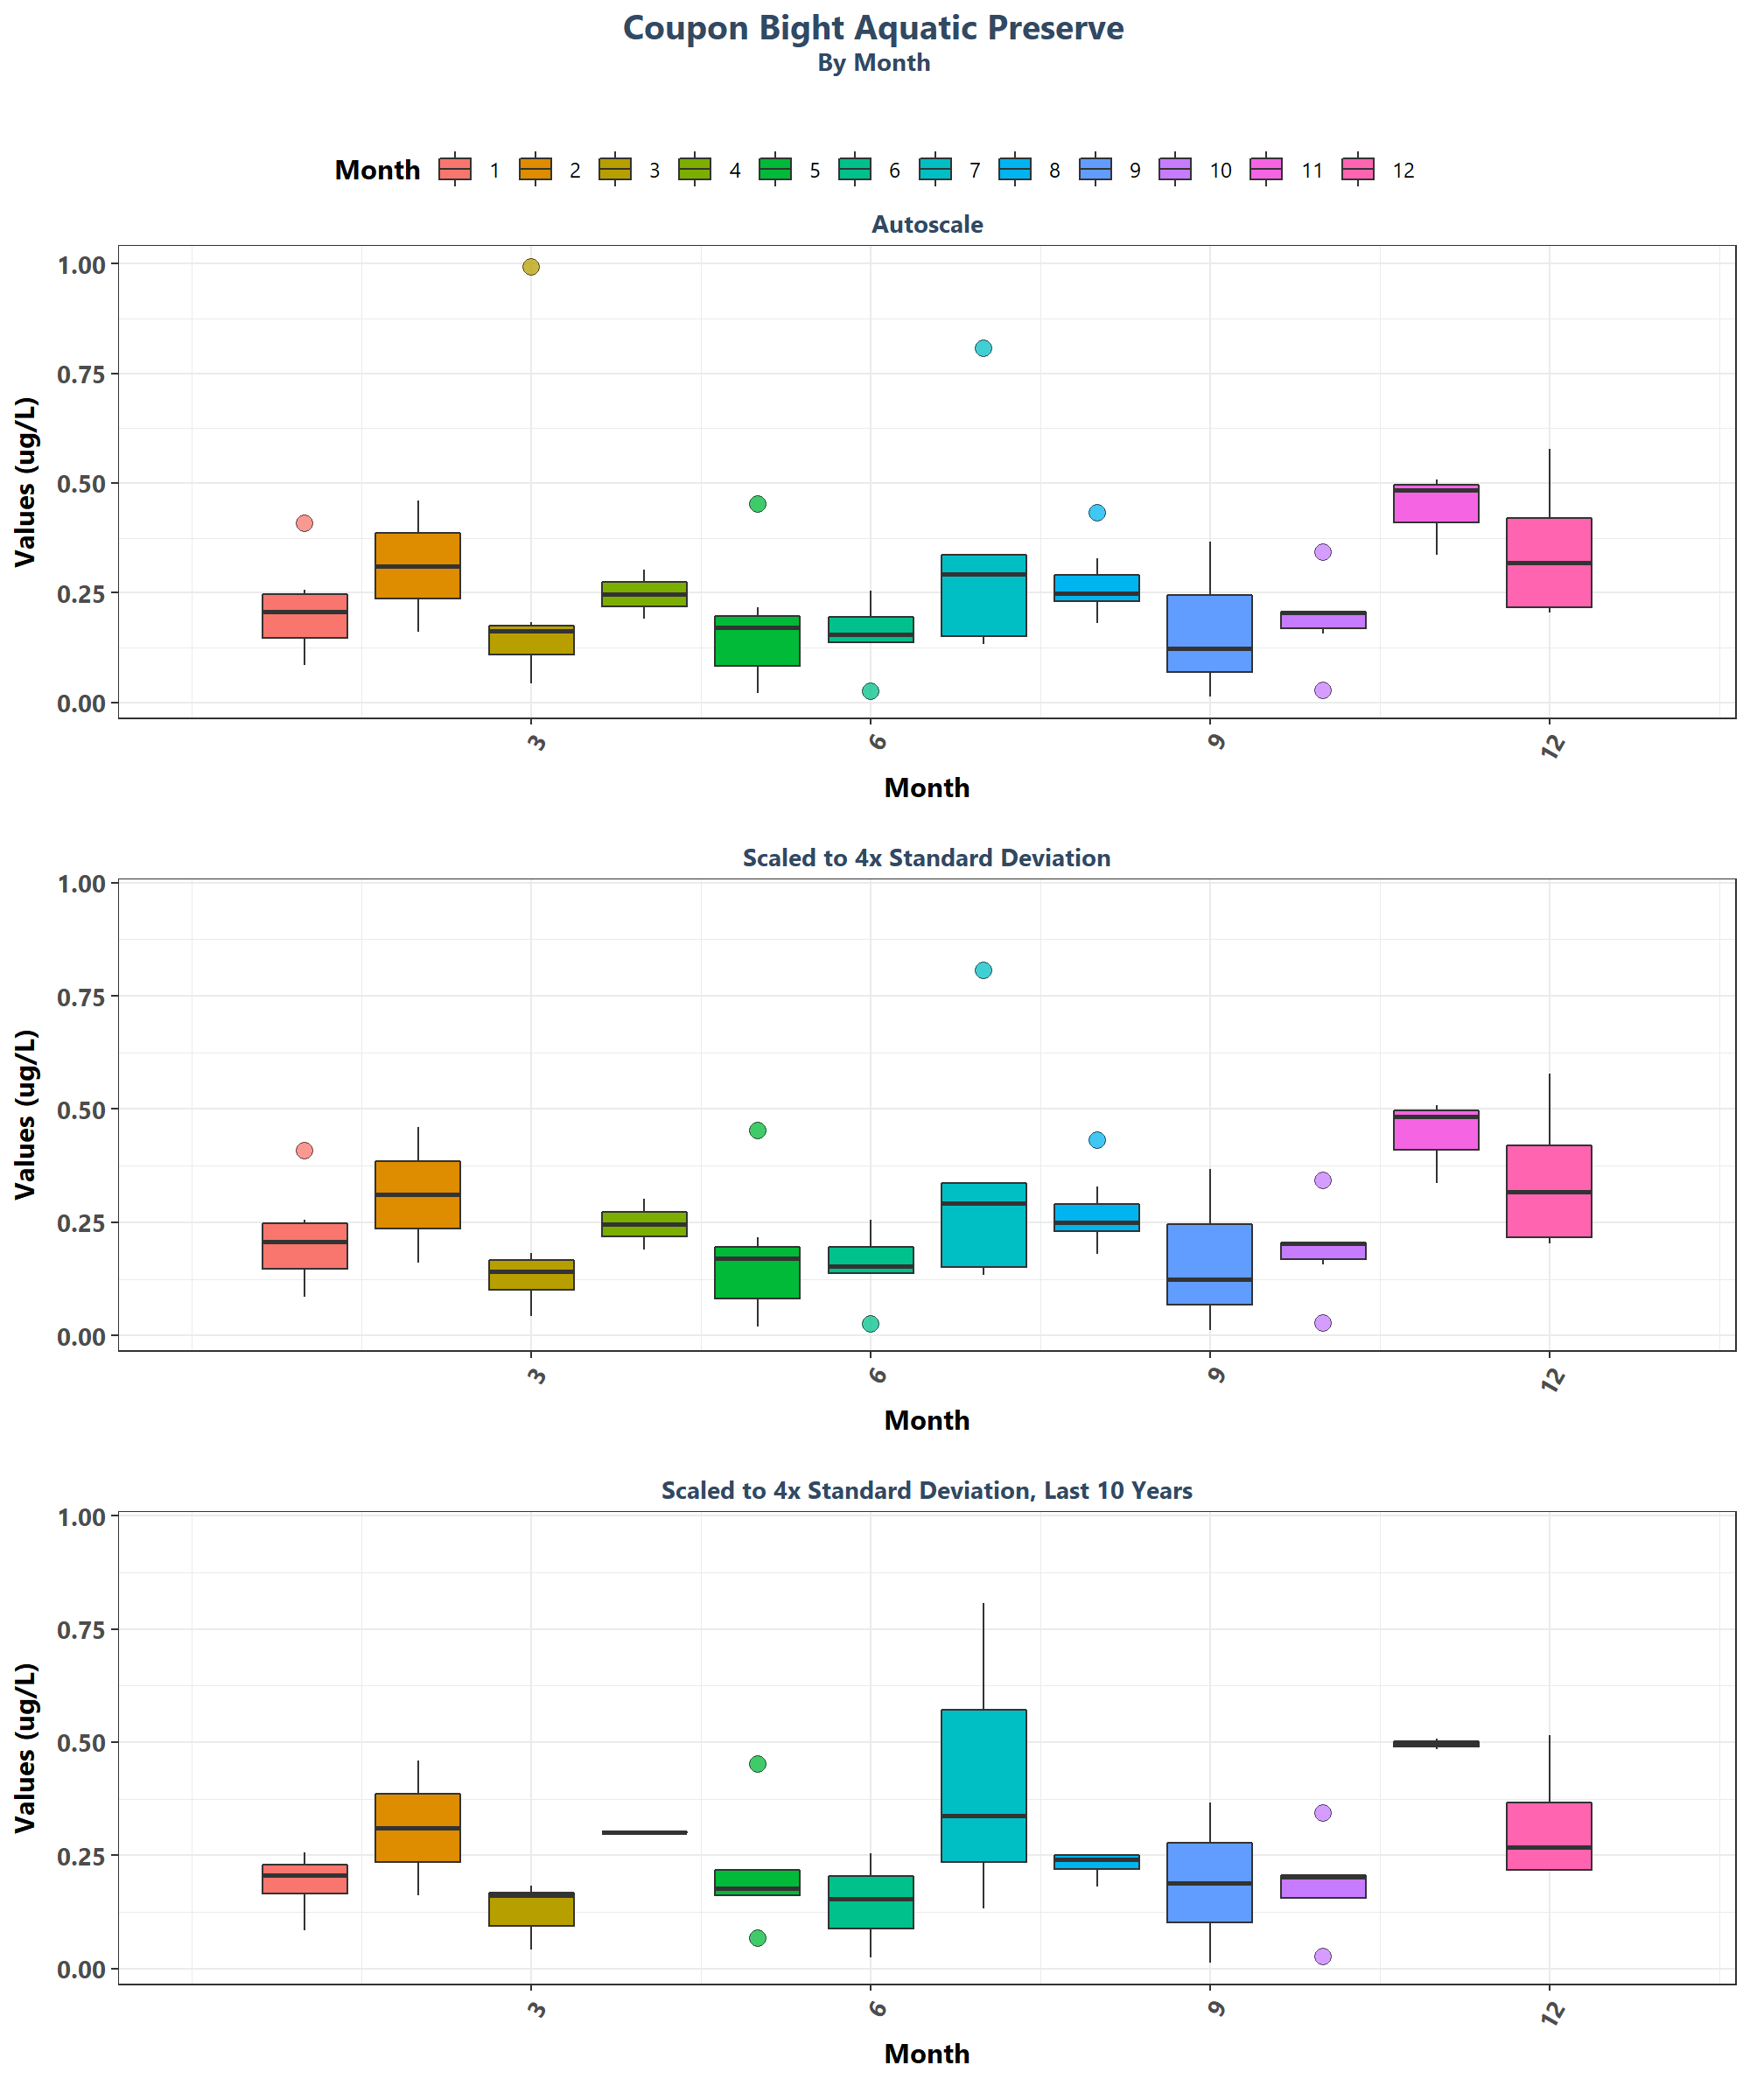 Coupon Bight Aquatic Preserve
By Month
Month 1 2 3 4 5 6 7 8 9 10 11 12
Autoscale
Values (ug/L)
1.00
0.75
0.50
0.25
0.00
3 6 9 12
Month
Scaled to 4x Standard Deviation
Values (ug/L)
1.00
0.75
0.50
0.25
0.00
3 6 9 12
Month
Scaled to 4x Standard Deviation, Last 10 Years
Values (ug/L)
1.00
0.75
0.50
0.25
0.00
3 6 9 12
Month